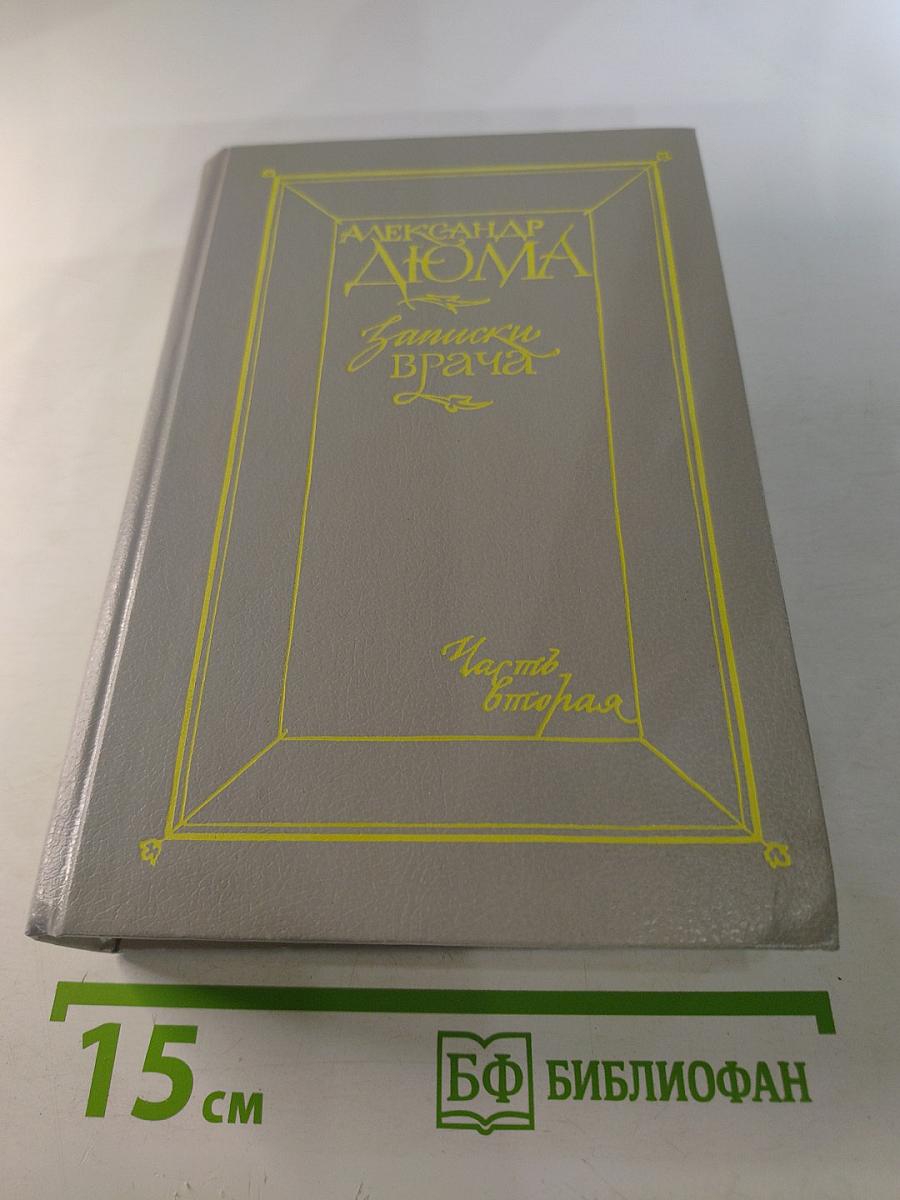 АЛЕКСАНДР
ДЮМА
Записки
врача
Часть
вторая
15 см
БФ БИБЛИОФАН